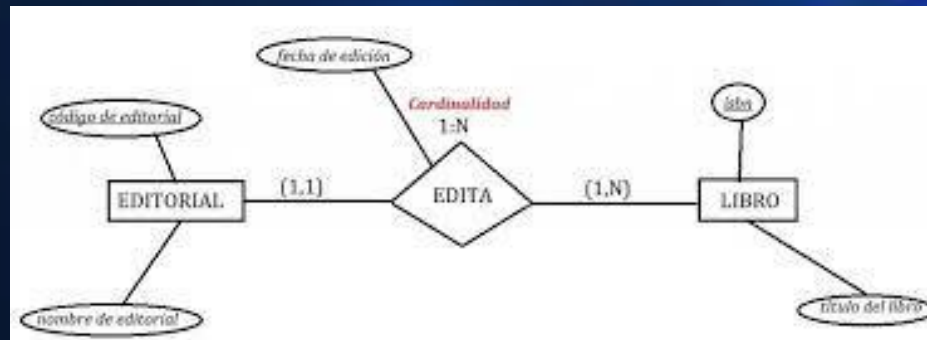 fecha de edición
Cardinalidad
1:N
isbn
código de editorial
EDITORIAL
(1,1)
EDITA
(1,N)
LIBRO
nombre de editorial
título del libro